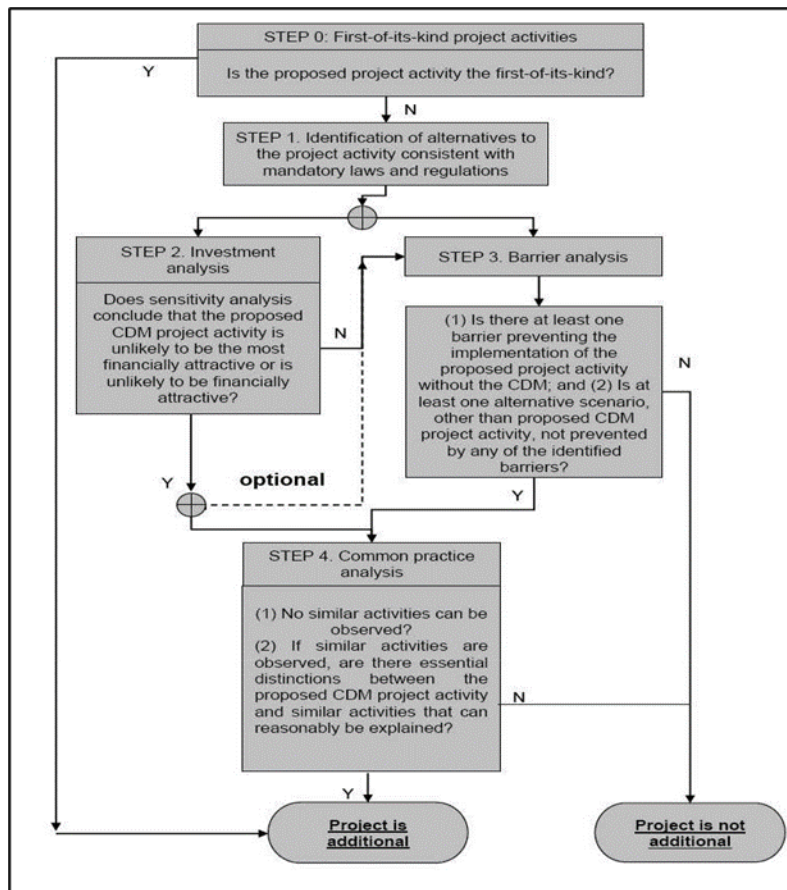 STEP 0: First-of-its-kind project activities
Is the proposed project activity the first-of-its-kind?
Y
N
STEP 1. Identification of alternatives to
the project activity consistent with
mandatory laws and regulations
STEP 2. Investment
analysis
Does sensitivity analysis
conclude that the proposed
CDM project activity is
unlikely to be the most
financially attractive or is
unlikely to be financially
attractive?
N
Y
optional
STEP 3. Barrier analysis
(1) Is there at least one
barrier preventing the
implementation of the
proposed project activity
without the CDM; and (2) Is at
least one alternative scenario,
other than proposed CDM
project activity, not prevented
by any of the identified
barriers?
N
Y
STEP 4. Common practice
analysis
(1) No similar activities can be
observed?
(2) If similar activities are
observed, are there essential
distinctions between the
proposed CDM project activity
and similar activities that can
reasonably be explained?
N
Y
Project is
additional
Project is not
additional